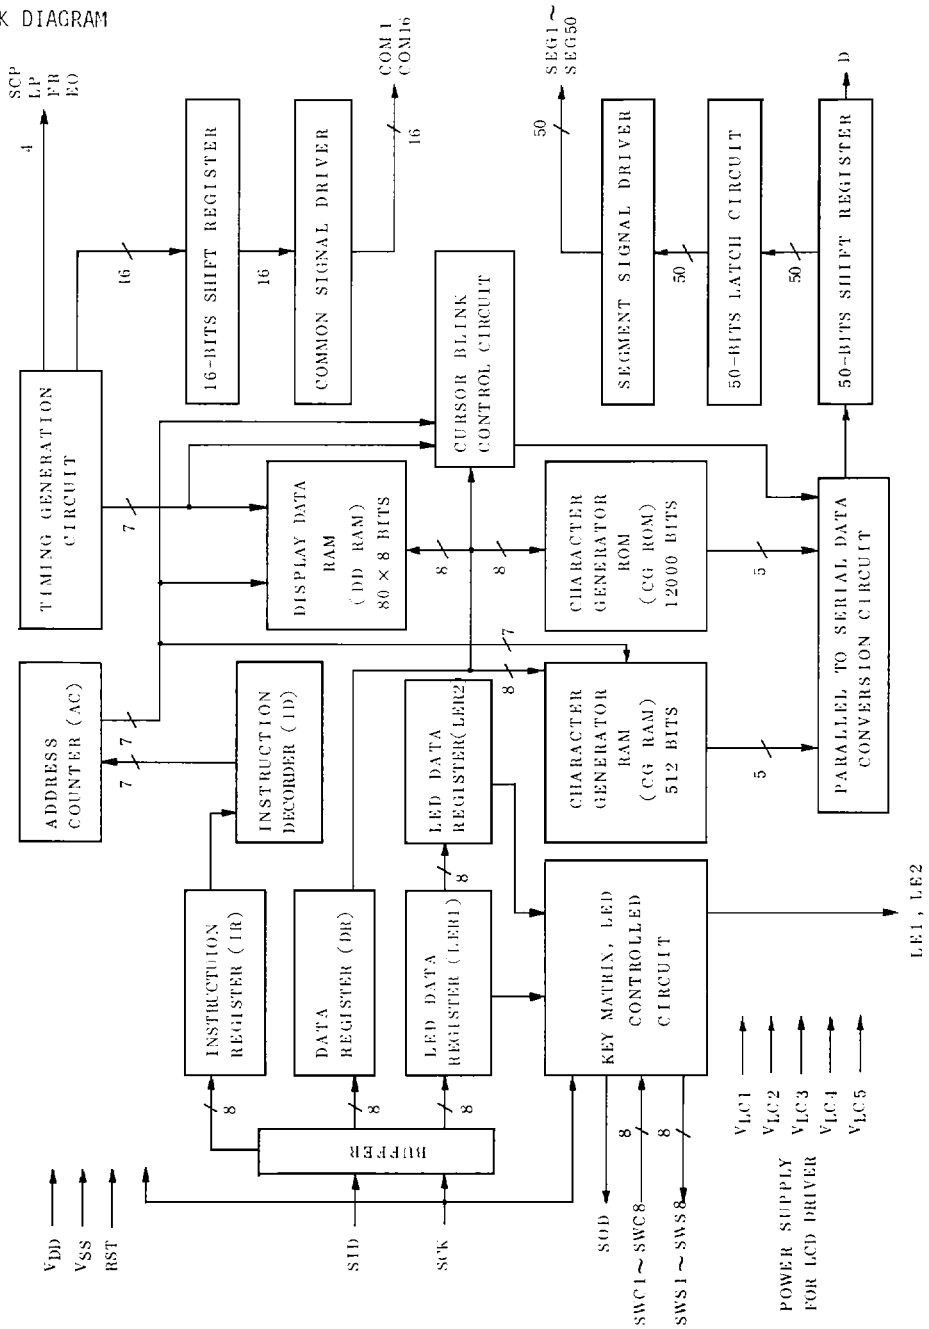 K DIAGRAM
SCP
LP
FR
EO
4
COM1
COM16
16
SEG1~
SEG50
50
D
16-BITS SHIFT REGISTER
COMMON SIGNAL DRIVER
16
16
SEGMENT SIGNAL DRIVER
50-BITS LATCH CIRCUIT
50-BITS SHIFT REGISTER
50
50
TIMING GENERATION
CIRCUIT
7
CURSOR BLINK
CONTROL CIRCUIT
DISPLAY DATA
RAM
(DD RAM)
80 × 8 BITS
8
8
CHARACTER
GENERATOR
ROM
(CG ROM)
12000 BITS
5
ADDRESS
COUNTER (AC)
7
7
INSTRUCTION
DECORDER (ID)
LED DATA
REGISTER(LER2)
8
7
8
CHARACTER
GENERATOR
RAM
(CG RAM)
512 BITS
5
PARALLEL TO SERIAL DATA
CONVERSION CIRCUIT
INSTRUCTUION
REGISTER (IR)
DATA
REGISTER (DR)
LED DATA
REGISTER (LER1)
KEY MATRIX, LED
CONTROLLED
CIRCUIT
LE1, LE2
8
8
8
BUFFER
VDD
VSS
RST
SID
SCK
SOD
SWC1~SWC8
8
SWS1~SWS8
8
VLC1
VLC2
VLC3
VLC4
VLC5
POWER SUPPLY
FOR LCD DRIVER